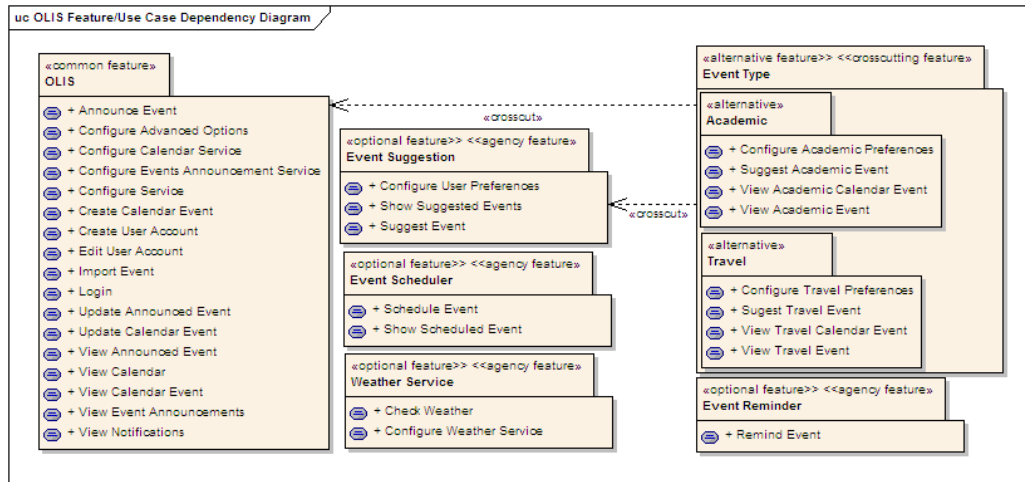 uc OLIS Feature/Use Case Dependency Diagram
«common feature»
OLIS
+ Announce Event
+ Configure Advanced Options
+ Configure Calendar Service
+ Configure Events Announcement Service
+ Configure Service
+ Create Calendar Event
+ Create User Account
+ Edit User Account
+ Import Event
+ Login
+ Update Announced Event
+ Update Calendar Event
+ View Announced Event
+ View Calendar
+ View Calendar Event
+ View Event Announcements
+ View Notifications
«crosscut»
«optional feature>> <<agency feature»
Event Suggestion
+ Configure User Preferences
+ Show Suggested Events
+ Suggest Event
«crosscut»
«optional feature>> <<agency feature»
Event Scheduler
+ Schedule Event
+ Show Scheduled Event
«optional feature>> <<agency feature»
Weather Service
+ Check Weather
+ Configure Weather Service
«alternative feature>> <<crosscutting feature»
Event Type
«alternative»
Academic
+ Configure Academic Preferences
+ Suggest Academic Event
+ View Academic Calendar Event
+ View Academic Event
«alternative»
Travel
+ Configure Travel Preferences
+ Sugest Travel Event
+ View Travel Calendar Event
+ View Travel Event
«optional feature>> <<agency feature»
Event Reminder
+ Remind Event